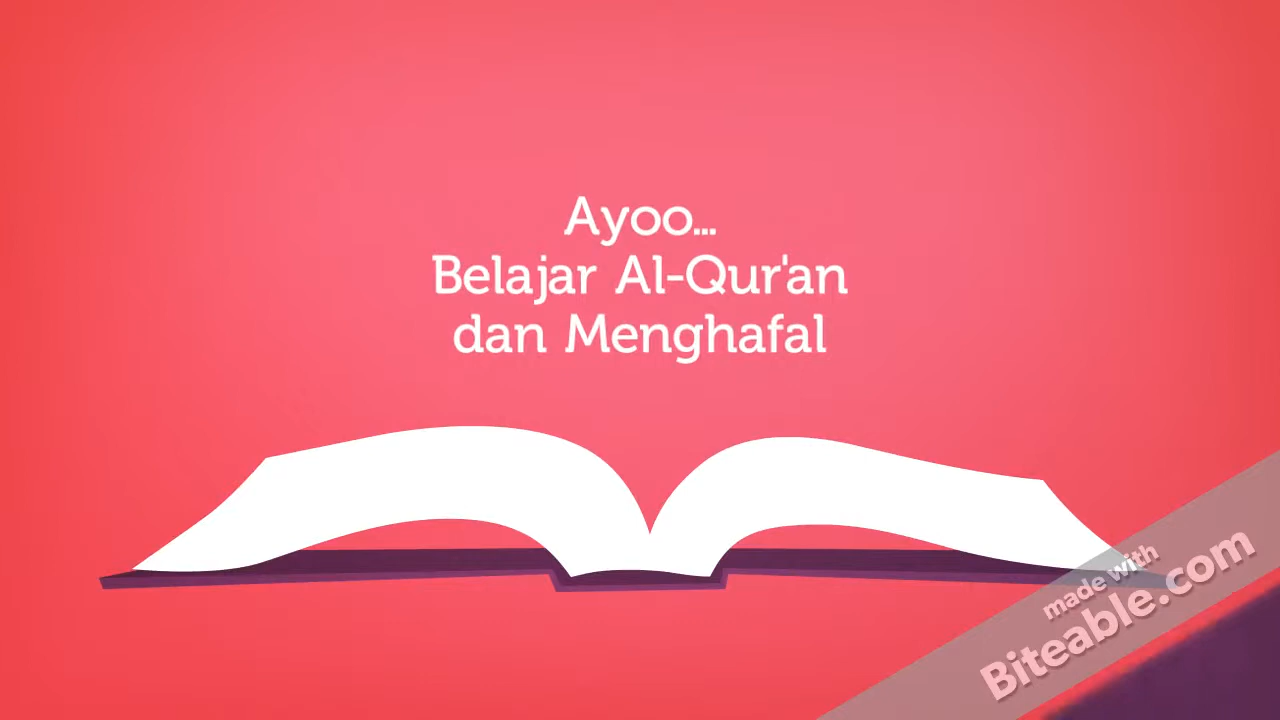 Ayoo...
Belajar Al-Qur'an
dan Menghafal
made with
Biteable.com